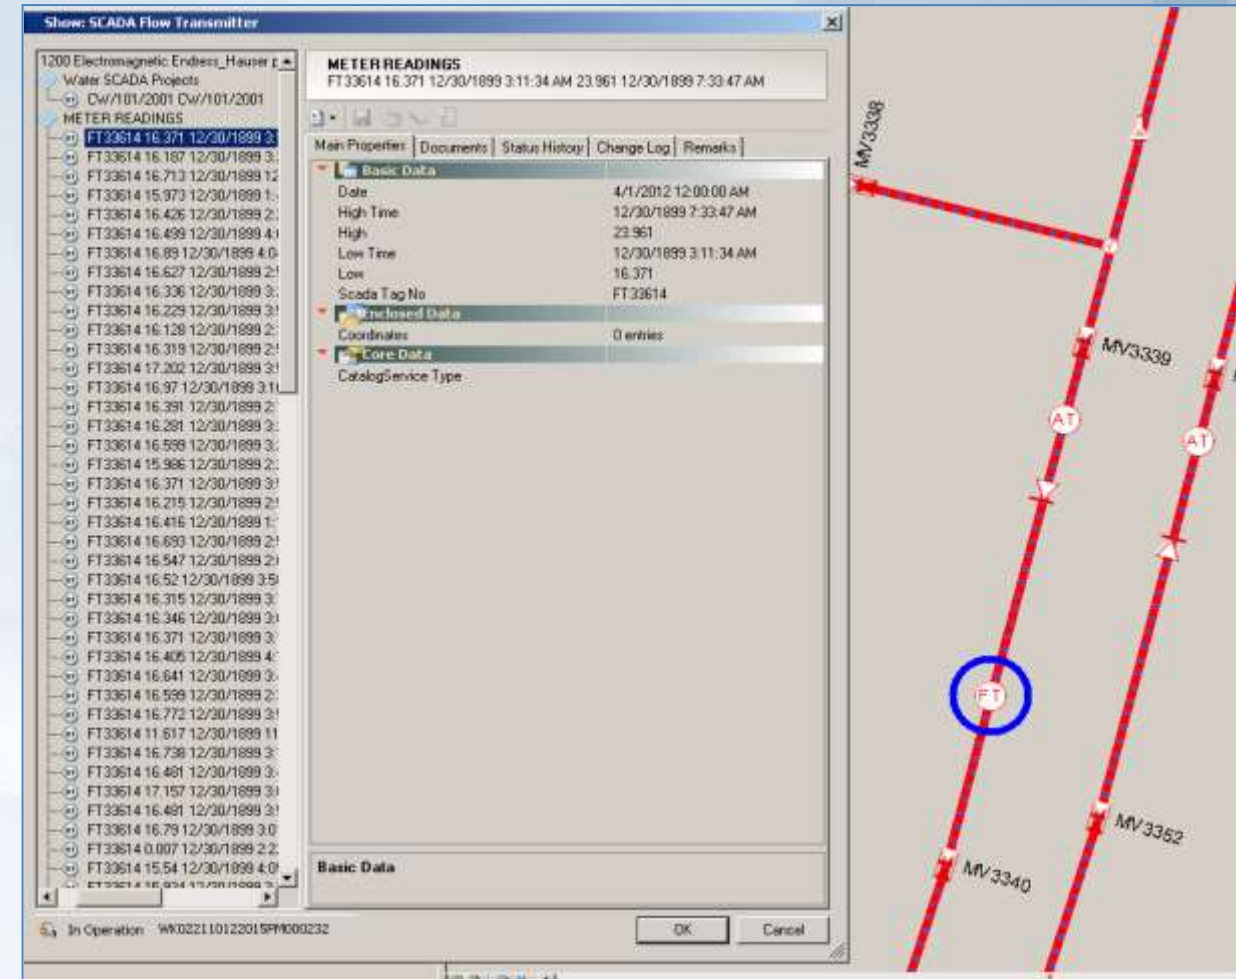 Show: SCADA Flow Transmitter
1200 Electromagnetic Endress_Hauser p
Water SCADA Projects
CW/101/2001 CW/101/2001
METER READINGS
FT33614 16.371 12/30/1899 3:
FT33614 16.187 12/30/1899 3:
FT33614 16.713 12/30/1899 12
FT33614 15.973 12/30/1899 1:
FT33614 16.426 12/30/1899 2:
FT33614 16.499 12/30/1899 4:
FT33614 16.89 12/30/1899 4:0
FT33614 16.627 12/30/1899 2:
FT33614 16.336 12/30/1899 3:
FT33614 16.229 12/30/1899 3:
FT33614 16.128 12/30/1899 2:
FT33614 16.319 12/30/1899 2:
FT33614 17.202 12/30/1899 3:
FT33614 16.97 12/30/1899 3:1
FT33614 16.391 12/30/1899 2:
FT33614 16.281 12/30/1899 3:
FT33614 16.599 12/30/1899 3:
FT33614 15.986 12/30/1899 2:
FT33614 16.371 12/30/1899 3:
FT33614 16.215 12/30/1899 2:
FT33614 16.416 12/30/1899 1:
FT33614 16.693 12/30/1899 2:
FT33614 16.547 12/30/1899 2:
FT33614 16.52 12/30/1899 3:5
FT33614 16.315 12/30/1899 3:
FT33614 16.346 12/30/1899 3:
FT33614 16.371 12/30/1899 3:
FT33614 16.405 12/30/1899 4:
FT33614 16.641 12/30/1899 3:
FT33614 16.599 12/30/1899 2:
FT33614 16.772 12/30/1899 3:
FT33614 11.617 12/30/1899 11
FT33614 16.738 12/30/1899 3:
FT33614 16.481 12/30/1899 3:
FT33614 17.157 12/30/1899 3:
FT33614 16.481 12/30/1899 3:
FT33614 16.79 12/30/1899 3:0
FT33614 0.007 12/30/1899 2:2
FT33614 15.54 12/30/1899 4:0
METER READINGS
FT33614 16.371 12/30/1899 3:11:34 AM 23.961 12/30/1899 7:33:47 AM
Main Properties Documents Status History Change Log Remarks
Basic Data
Date 4/1/2012 12:00:00 AM
High Time 12/30/1899 7:33:47 AM
High 23.961
Low Time 12/30/1899 3:11:34 AM
Low 16.371
Scada Tag No FT33614
Enclosed Data
Coordinates 0 entries
Core Data
CatalogService Type
Basic Data
In Operation WK022110122015PM000232
OK Cancel
MV3338
MV3339
AT
AT
FT
MV3352
MV3340